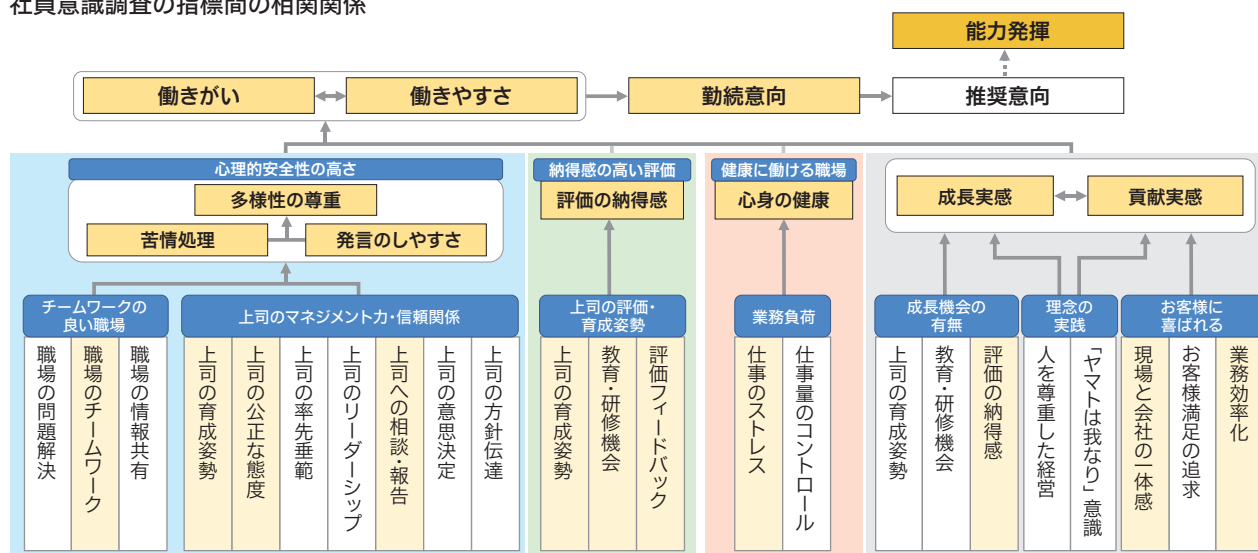 社員意識調査の指標間の相関関係
能力発揮
働きがい
働きやすさ
勤続意向
推奨意向
心理的安全性の高さ
多様性の尊重
苦情処理
発言のしやすさ
納得感の高い評価
評価の納得感
健康に働ける職場
心身の健康
成長実感
貢献実感
チームワークの
良い職場
上司のマネジメント力・信頼関係
上司の評価・
育成姿勢
業務負荷
成長機会の
有無
理念の
実践
お客様に
喜ばれる
職場の問題解決
職場のチームワーク
職場の情報共有
上司の育成姿勢
上司の公正な態度
上司の率先垂範
上司のリーダーシップ
上司への相談・報告
上司の意思決定
上司の方針伝達
上司の育成姿勢
教育・研修機会
評価フィードバック
仕事のストレス
仕事量のコントロール
上司の育成姿勢
教育・研修機会
評価の納得感
人を尊重した経営
「ヤマトは我なり」意識
現場と会社の一体感
お客様満足の追求
業務効率化